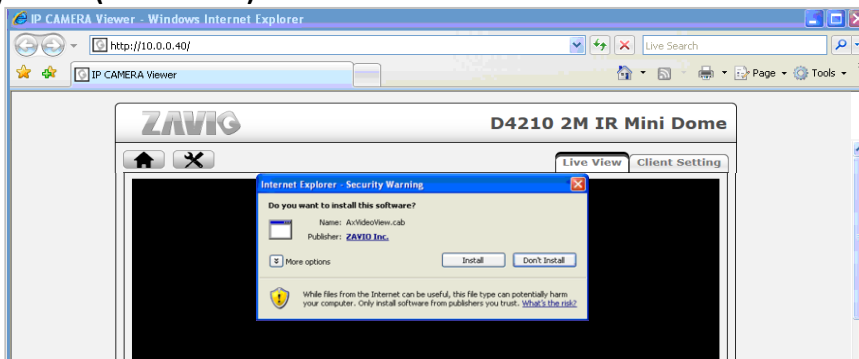 IP CAMERA Viewer - Windows Internet Explorer
http://10.0.0.40/
Live Search
IP CAMERA Viewer
Page
Tools
ZAVIO
D4210 2M IR Mini Dome
Live View
Client Setting
Internet Explorer - Security Warning
Do you want to install this software?
Name: AxVideoView.cab
Publisher: ZAVIO Inc.
More options
Install
Don't Install
While files from the Internet can be useful, this file type can potentially harm
your computer. Only install software from publishers you trust. What's the risk?